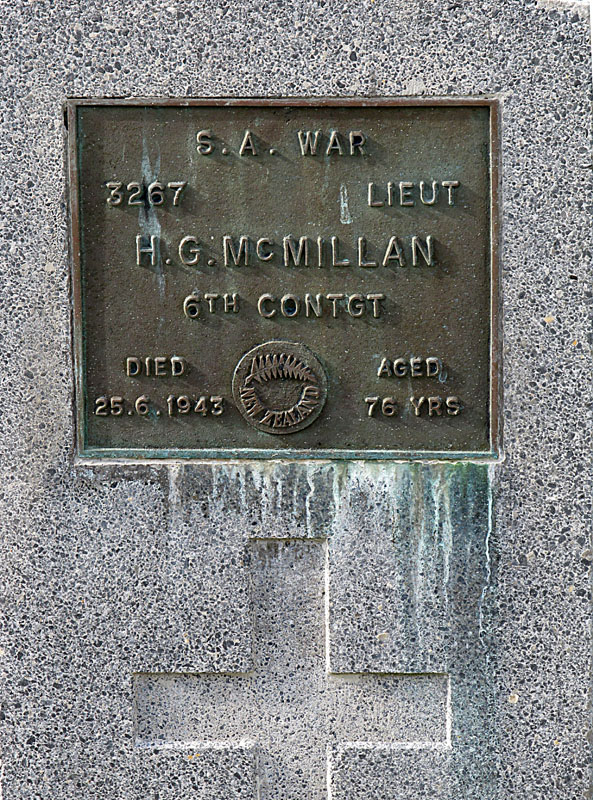 S. A. WAR
3267 LIEUT
H.G. McMILLAN
6TH CONTGT
DIED AGED
NEW ZEALAND
25.6.1943 76 YRS